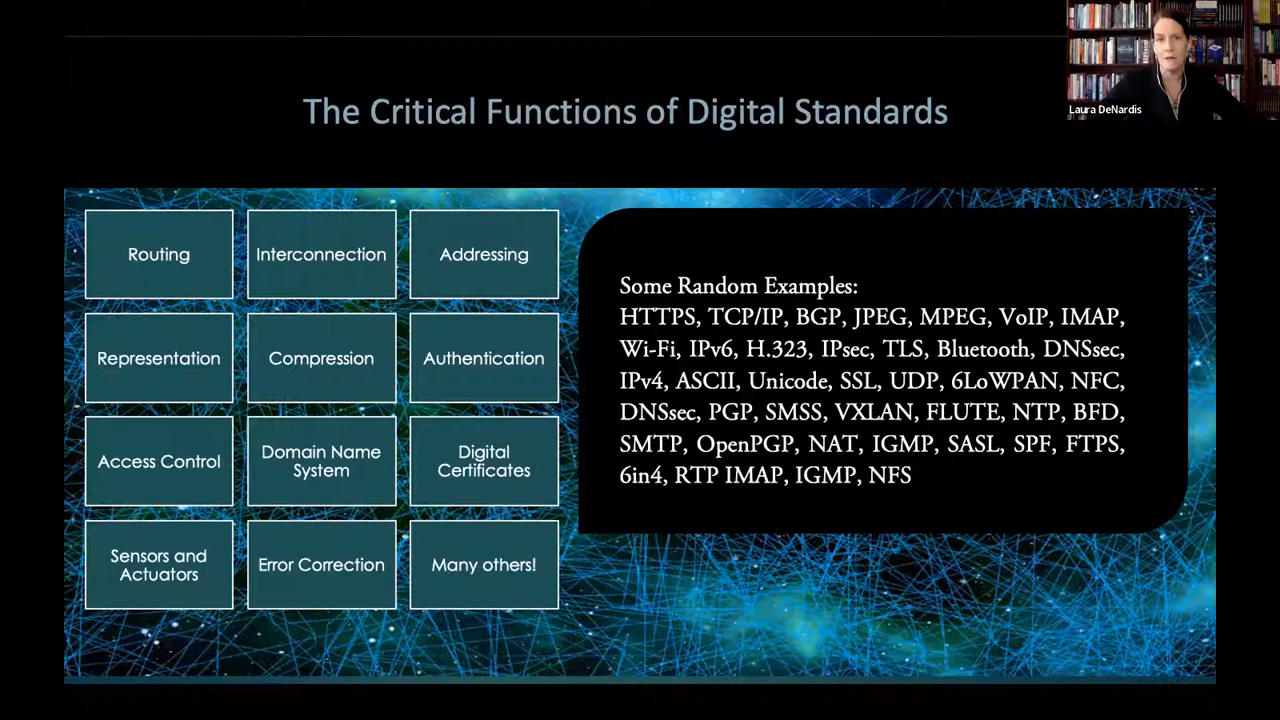 Laura DeNardis
The Critical Functions of Digital Standards
Routing
Interconnection
Addressing
Representation
Compression
Authentication
Access Control
Domain Name
System
Digital
Certificates
Sensors and
Actuators
Error Correction
Many others!
Some Random Examples:
HTTPS, TCP/IP, BGP, JPEG, MPEG, VoIP, IMAP,
Wi-Fi, IPv6, H.323, IPsec, TLS, Bluetooth, DNSsec,
IPv4, ASCII, Unicode, SSL, UDP, 6LoWPAN, NFC,
DNSsec, PGP, SMSS, VXLAN, FLUTE, NTP, BFD,
SMTP, OpenPGP, NAT, IGMP, SASL, SPF, FTPS,
6in4, RTP IMAP, IGMP, NFS